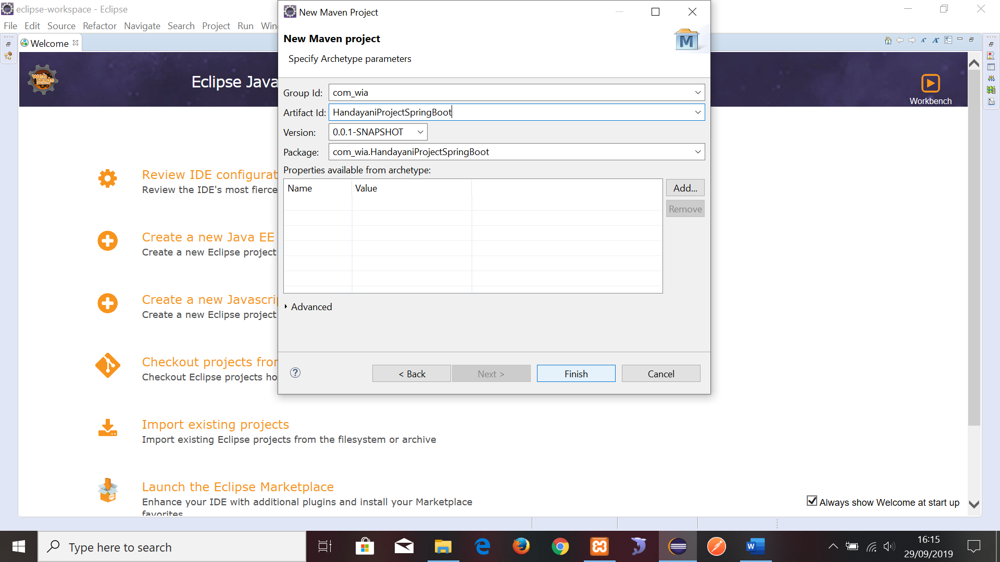 eclipse-workspace - Eclipse
File Edit Source Refactor Navigate Search Project Run
Welcome
web tools
Eclipse Java
Workbench
New Maven Project
New Maven project
Specify Archetype parameters
M
Group Id: com_wia
Artifact Id: HandayaniProjectSpringBoot
Version: 0.0.1-SNAPSHOT
Package: com_wia.HandayaniProjectSpringBoot
Properties available from archetype:
Name Value
Add...
Remove
Advanced
< Back Next > Finish Cancel
Review IDE configurat
Review the IDE's most fierce
Create a new Java EE
Create a new Eclipse project
Create a new Javascri
Create a new Eclipse project
Checkout projects fro
Checkout Eclipse projects ho
Import existing projects
Import existing Eclipse projects from the filesystem or archive
Launch the Eclipse Marketplace
Enhance your IDE with additional plugins and install your Marketplace
favorites
Always show Welcome at start up
Type here to search
16:15
29/09/2019